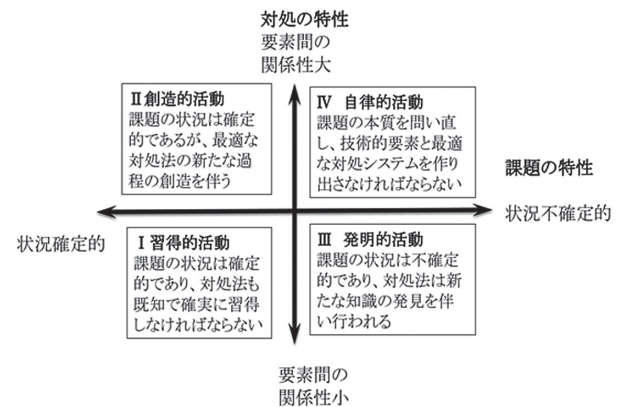 対処の特性
要素間の
関係性大
Ⅱ創造的活動
課題の状況は確定
的であるが、最適な
対処法の新たな過
程の創造を伴う
Ⅳ 自律的活動
課題の本質を問い直
し、技術的要素と最適
な対処システムを作り
出さなければならない
課題の特性
状況不確定的
状況確定的
Ⅰ習得的活動
課題の状況は確定
的であり、対処法も
既知で確実に習得
しなければならない
Ⅲ 発明的活動
課題の状況は不確定
的であり、対処法は新
たな知識の発見を伴
い行われる
要素間の
関係性小